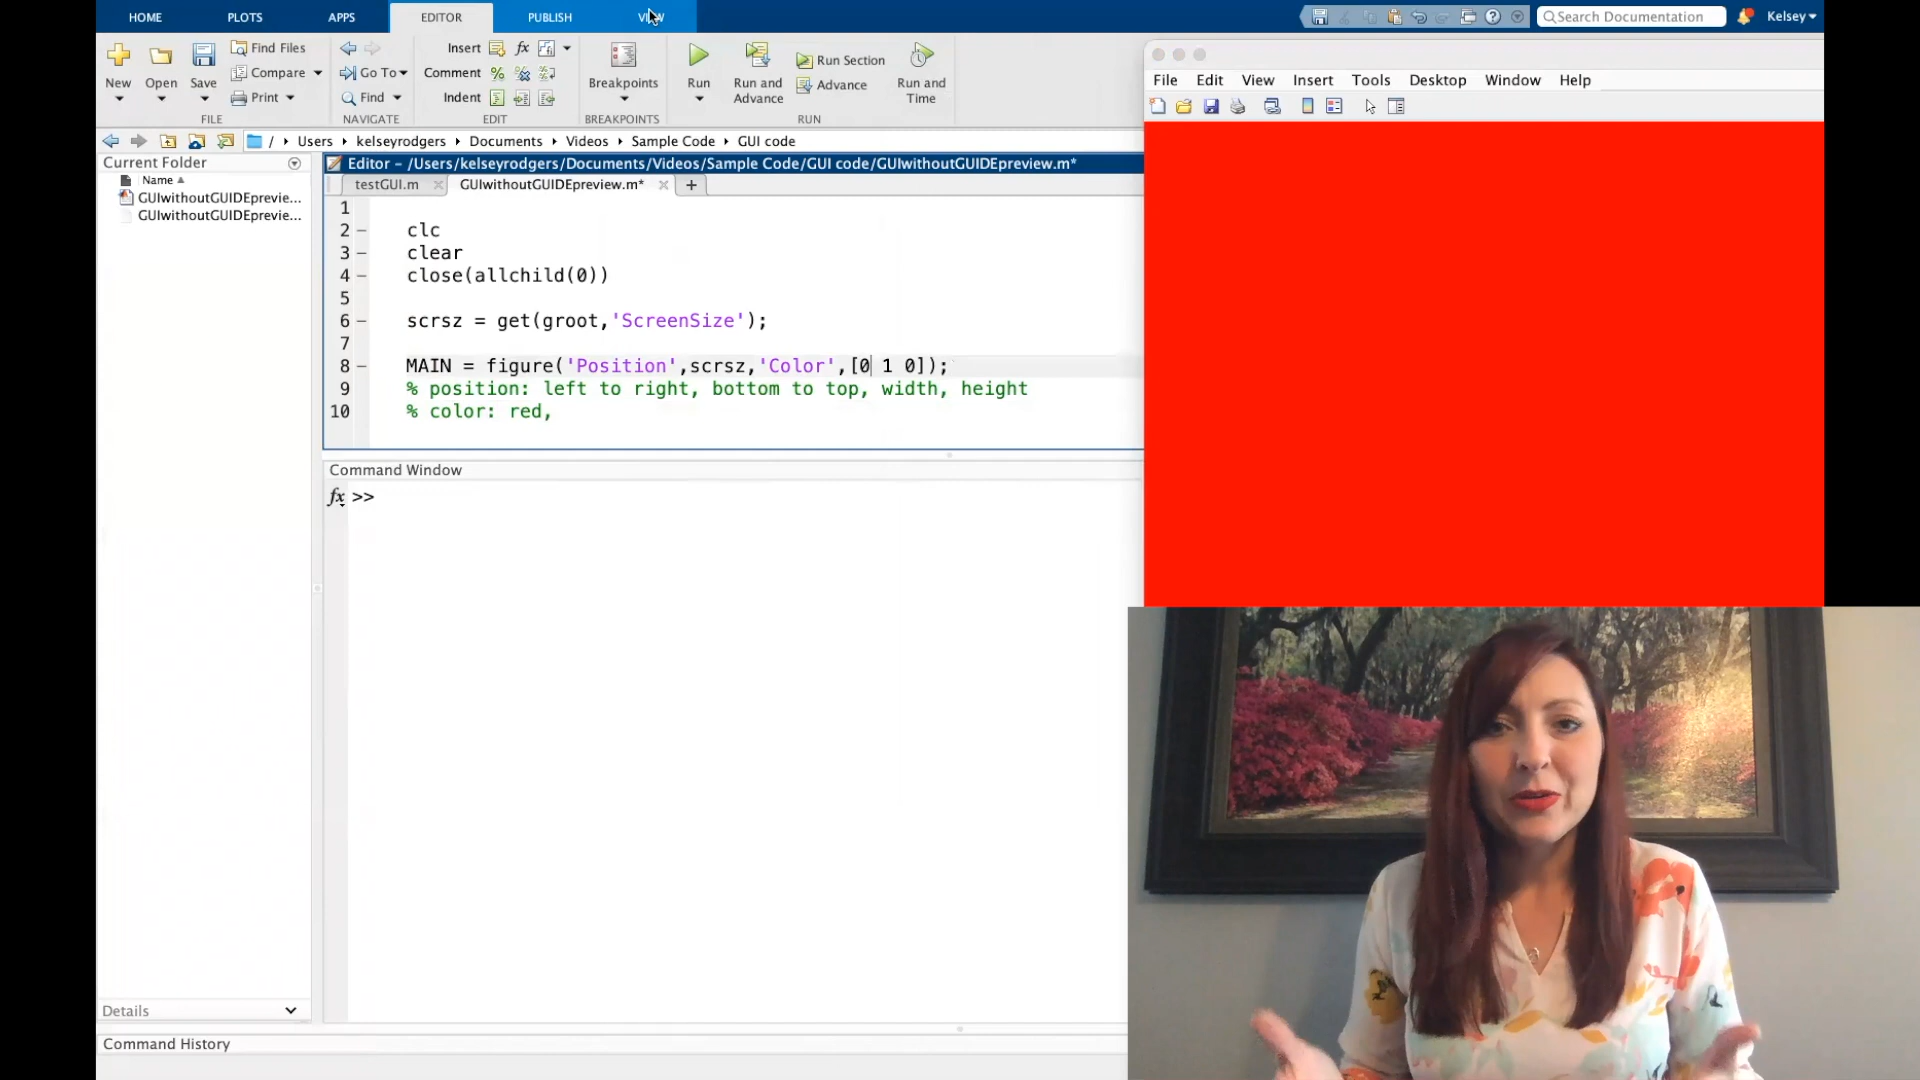 HOME PLOTS APPS EDITOR PUBLISH VIEW
Search Documentation Kelsey
New Open Save Find Files Compare Print
FILE
Go To Find
NAVIGATE
Insert fx
Comment
Indent
EDIT
Breakpoints
BREAKPOINTS
Run Run and Advance Run Section Advance Run and Time
RUN
/ Users kelseyrodgers Documents Videos Sample Code GUI code
Current Folder
Name
GUIwithoutGUIDEprevie...
GUIwithoutGUIDEprevie...
Details
Command History
Editor – /Users/kelseyrodgers/Documents/Videos/Sample Code/GUI code/GUIwithoutGUIDEpreview.m*
testGUI.m GUIwithoutGUIDEpreview.m* +
1
2 – clc
3 – clear
4 – close(allchild(0))
5
6 – scrsz = get(groot,'ScreenSize');
7
8 – MAIN = figure('Position',scrsz,'Color',[0 1 0]);
9 % position: left to right, bottom to top, width, height
10 % color: red,
Command Window
fx >>
File Edit View Insert Tools Desktop Window Help